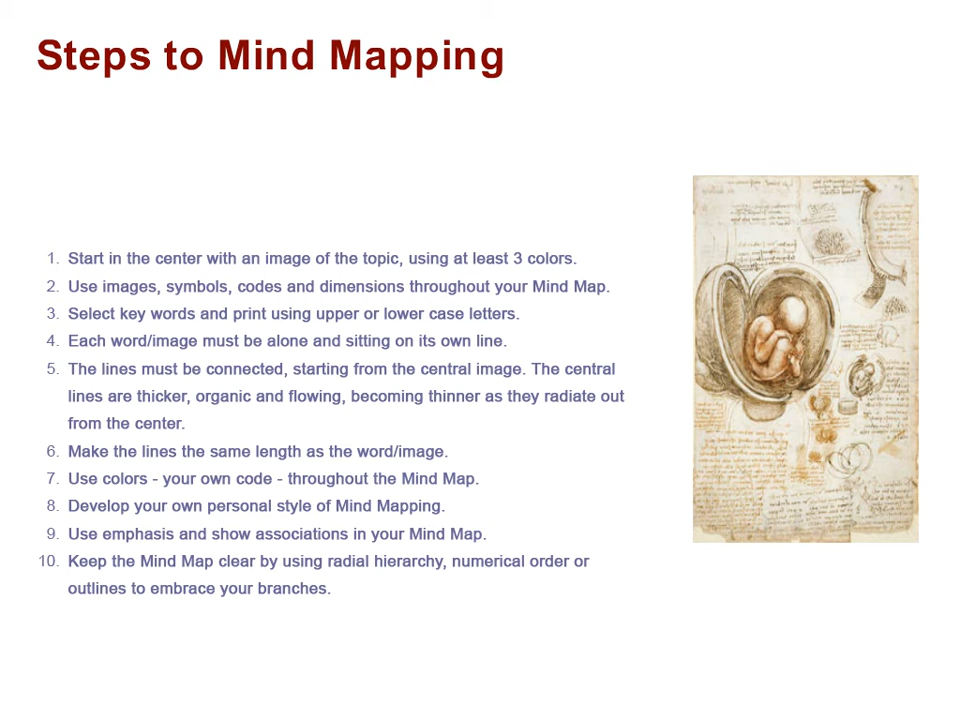 Steps to Mind Mapping
1. Start in the center with an image of the topic, using at least 3 colors.
2. Use images, symbols, codes and dimensions throughout your Mind Map.
3. Select key words and print using upper or lower case letters.
4. Each word/image must be alone and sitting on its own line.
5. The lines must be connected, starting from the central image. The central
lines are thicker, organic and flowing, becoming thinner as they radiate out
from the center.
6. Make the lines the same length as the word/image.
7. Use colors - your own code - throughout the Mind Map.
8. Develop your own personal style of Mind Mapping.
9. Use emphasis and show associations in your Mind Map.
10. Keep the Mind Map clear by using radial hierarchy, numerical order or
outlines to embrace your branches.